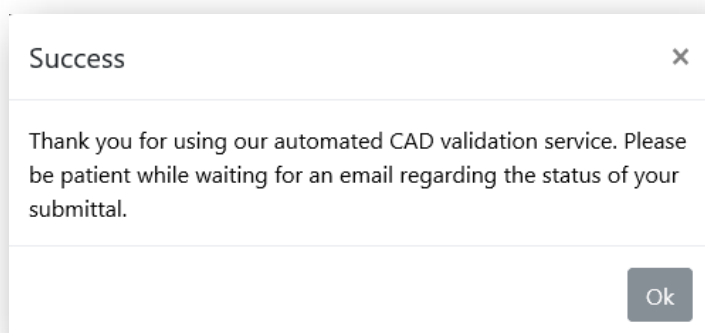 Success ×
Thank you for using our automated CAD validation service. Please
be patient while waiting for an email regarding the status of your
submittal.
Ok